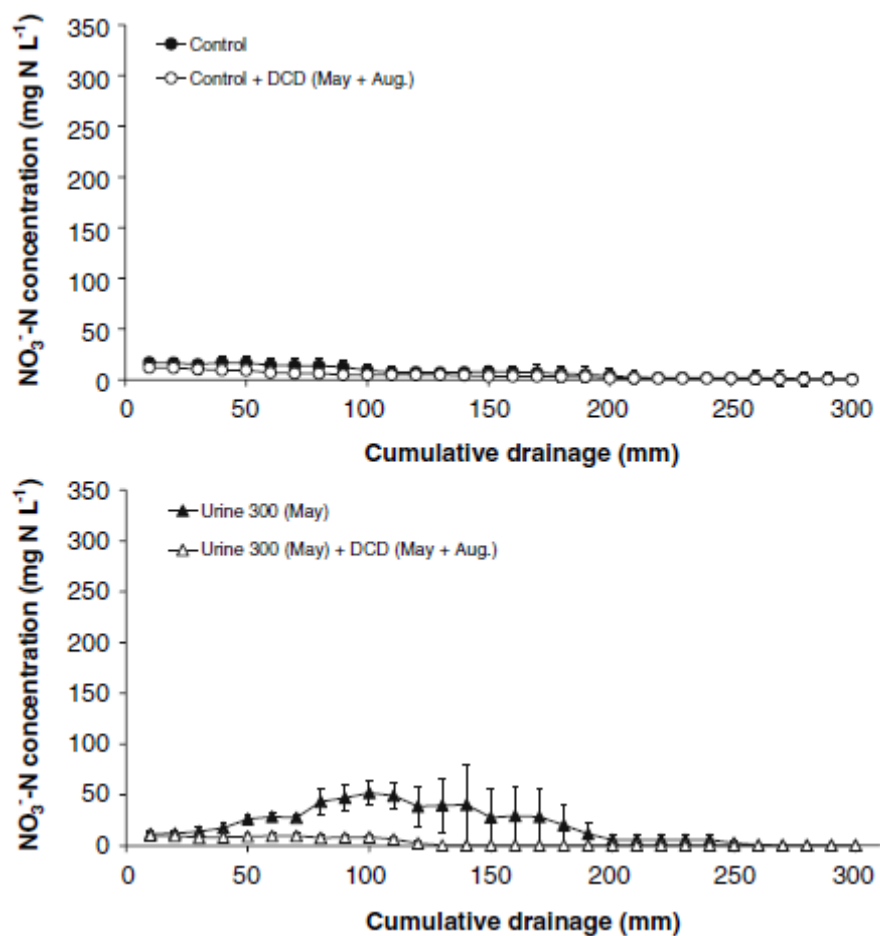 350
300
250
200
150
100
50
0
NO₃⁻-N concentration (mg N L⁻¹)
Control
Control + DCD (May + Aug.)
0 50 100 150 200 250 300
Cumulative drainage (mm)
350
300
250
200
150
100
50
0
NO₃⁻-N concentration (mg N L⁻¹)
Urine 300 (May)
Urine 300 (May) + DCD (May + Aug.)
0 50 100 150 200 250 300
Cumulative drainage (mm)